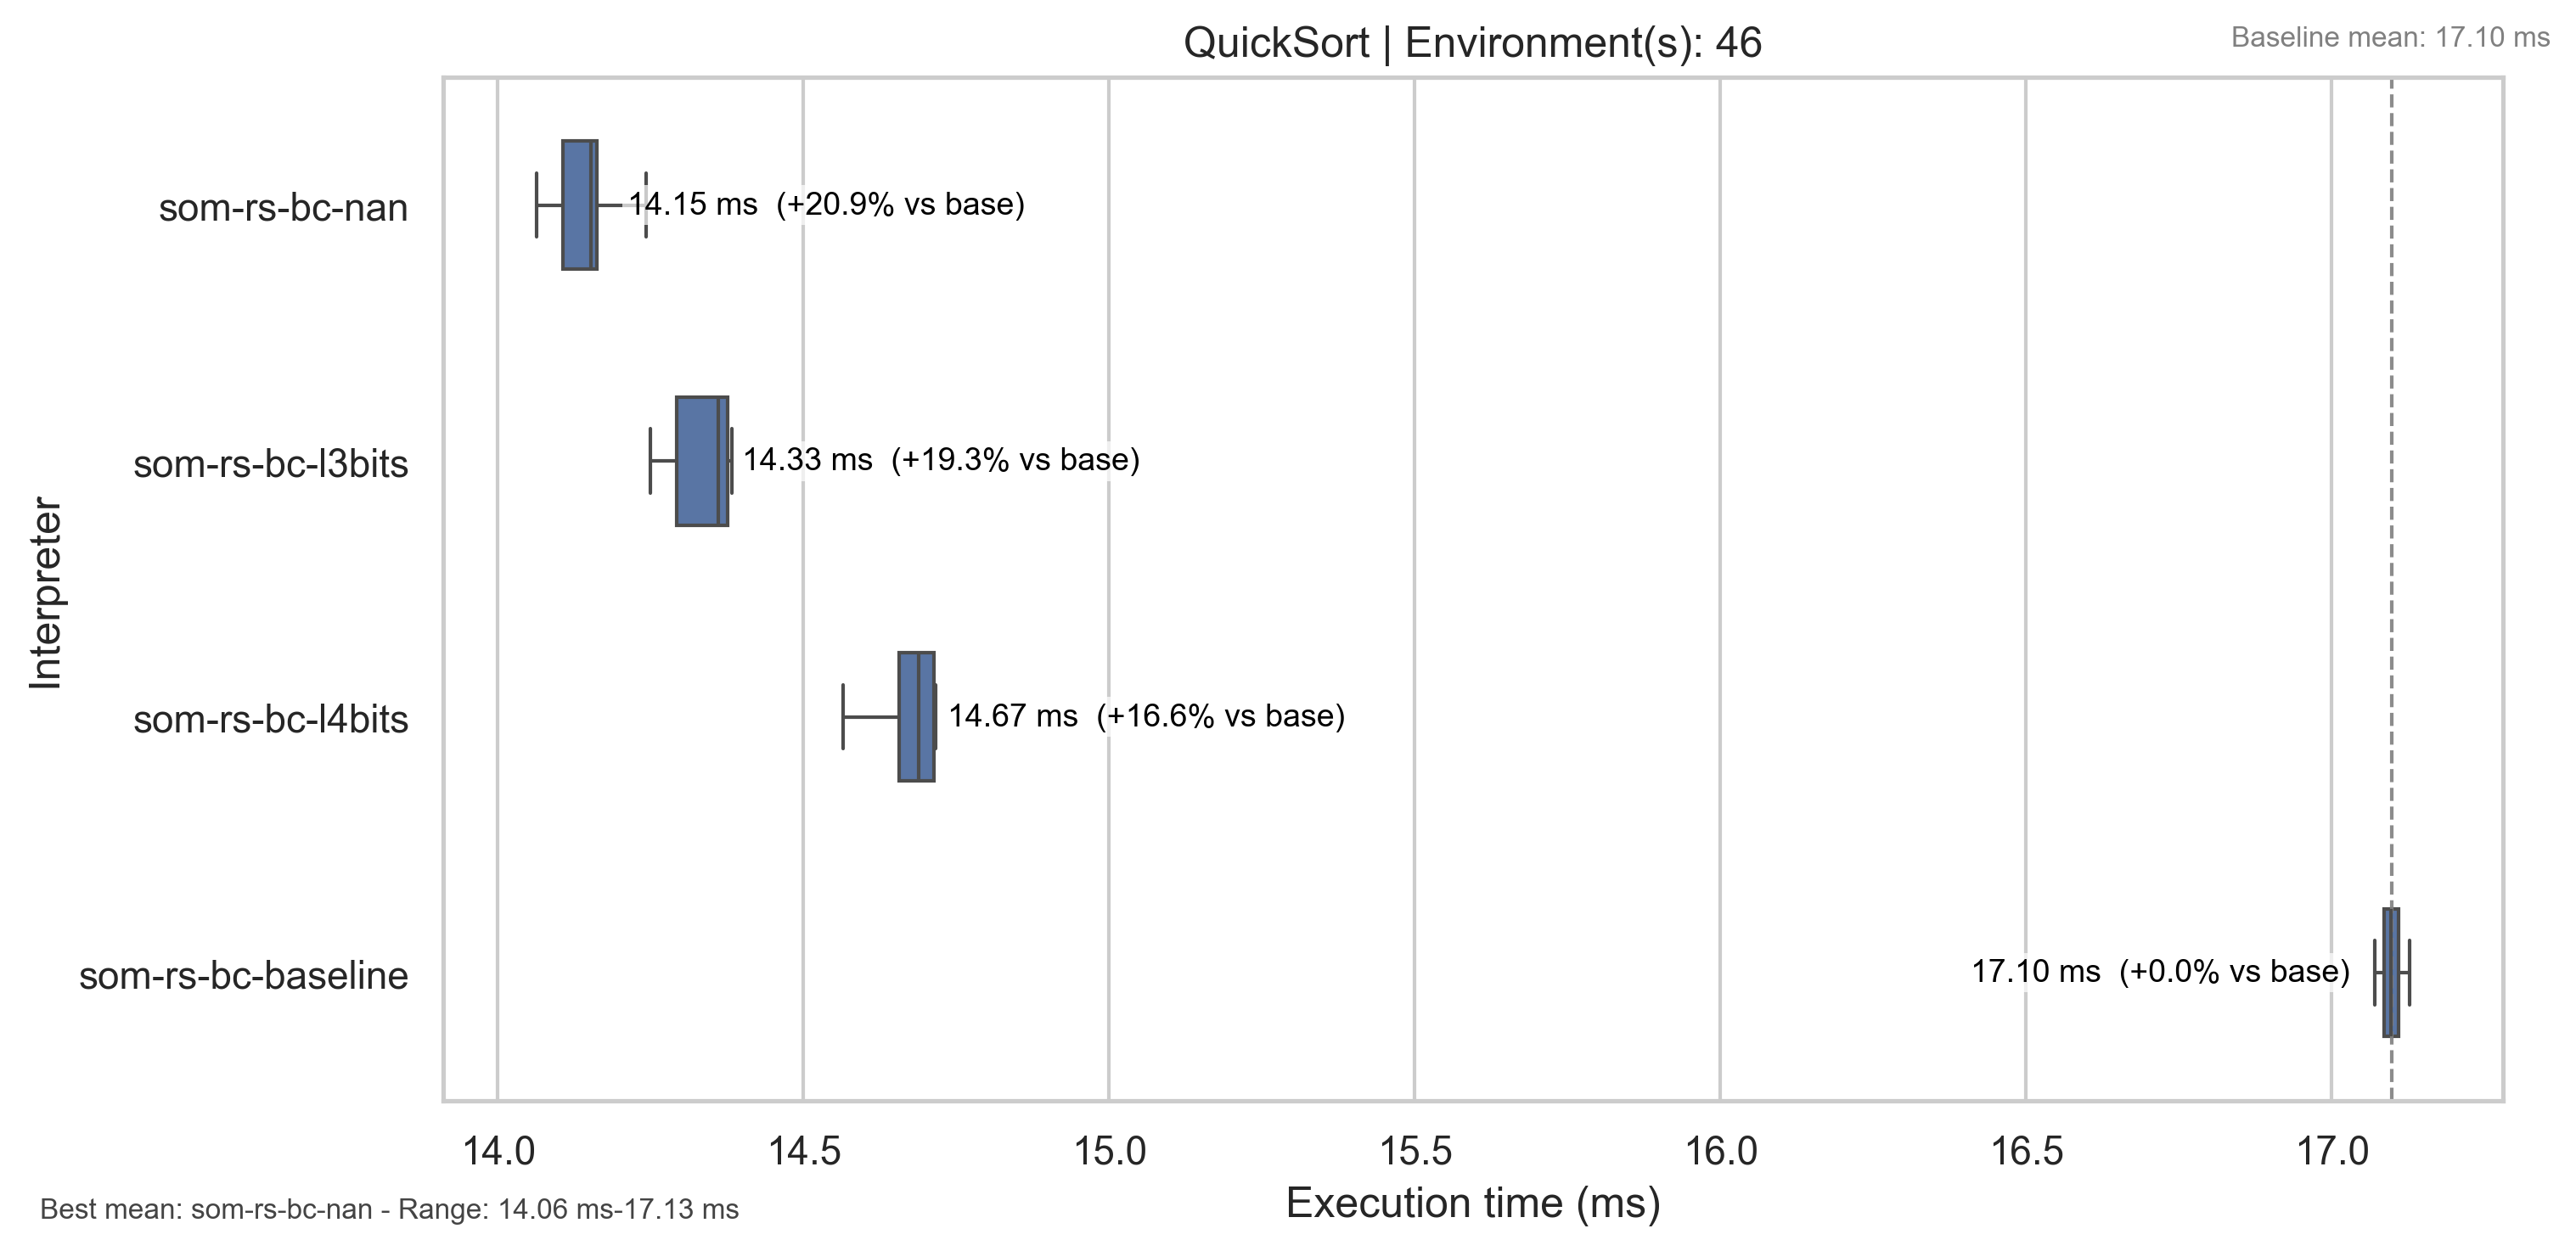 QuickSort | Environment(s): 46
Baseline mean: 17.10 ms
Interpreter
som-rs-bc-nan
14.15 ms (+20.9% vs base)
som-rs-bc-l3bits
14.33 ms (+19.3% vs base)
som-rs-bc-l4bits
14.67 ms (+16.6% vs base)
som-rs-bc-baseline
17.10 ms (+0.0% vs base)
14.0 14.5 15.0 15.5 16.0 16.5 17.0
Execution time (ms)
Best mean: som-rs-bc-nan - Range: 14.06 ms-17.13 ms